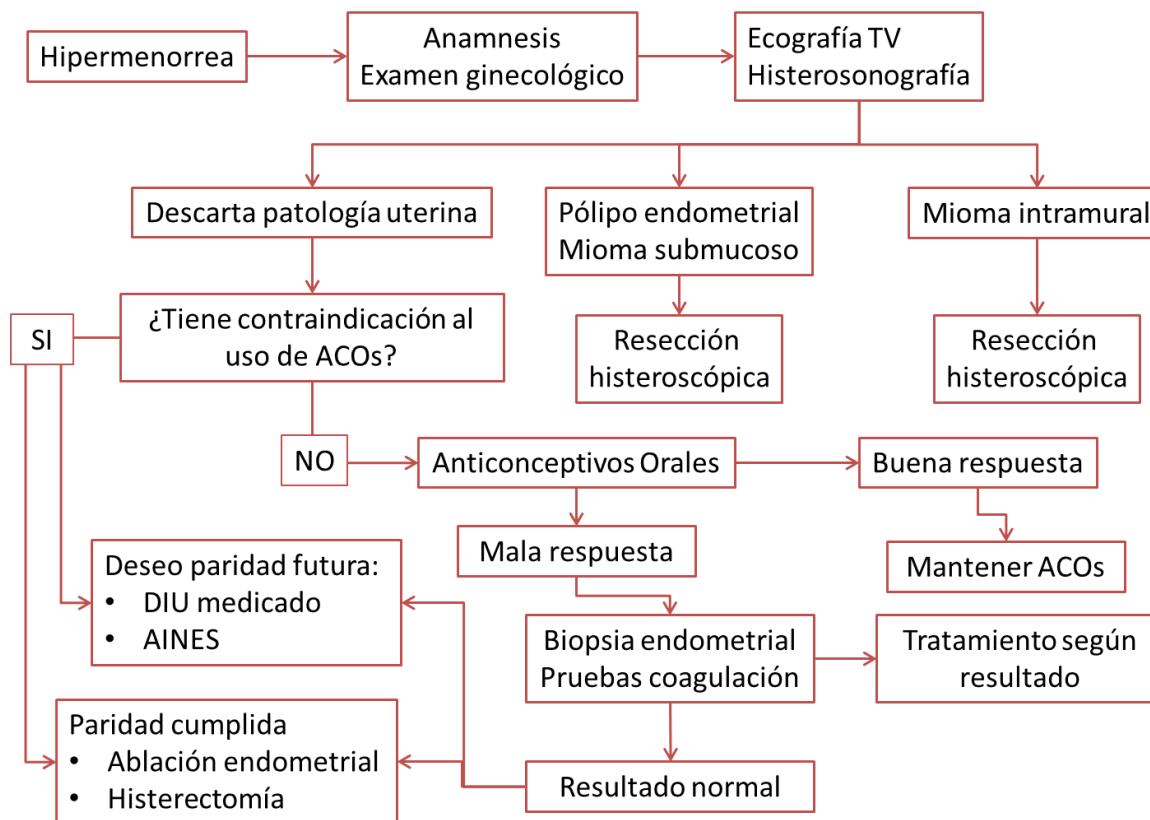 Hipermenorrea
Anamnesis
Examen ginecológico
Ecografía TV
Histerosonografía
Descarta patología uterina
Pólipo endometrial
Mioma submucoso
Mioma intramural
¿Tiene contraindicación al
uso de ACOs?
SI
Resección
histeroscópica
Resección
histeroscópica
NO
Anticonceptivos Orales
Buena respuesta
Mala respuesta
Mantener ACOs
Deseo paridad futura:
• DIU medicado
• AINES
Biopsia endometrial
Pruebas coagulación
Tratamiento según
resultado
Paridad cumplida
• Ablación endometrial
• Histerectomía
Resultado normal